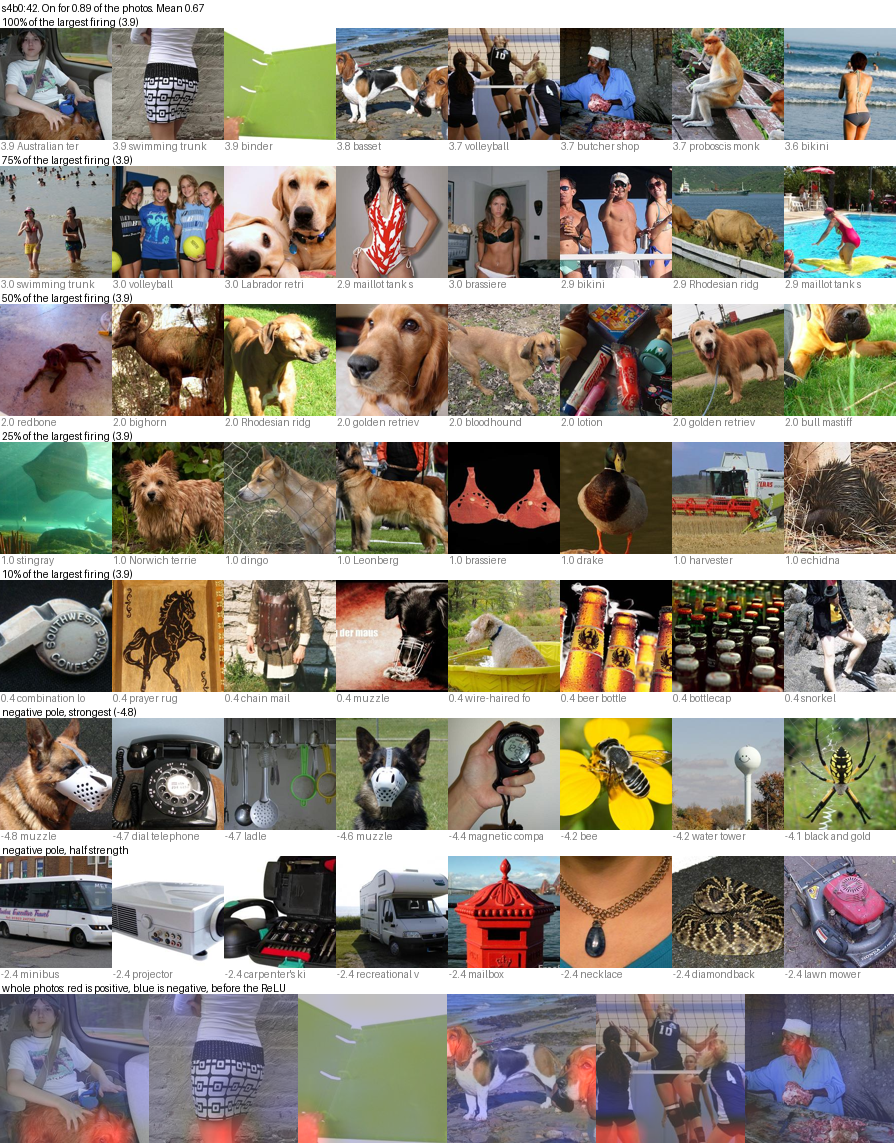 s4b0:42. On for 0.89 of the photos. Mean 0.67
100% of the largest firing (3.9)
3.9 Australian ter
3.9 swimming trunk
3.9 binder
3.8 basset
3.7 volleyball
3.7 butcher shop
3.7 proboscis monk
3.6 bikini
75% of the largest firing (3.9)
3.0 swimming trunk
3.0 volleyball
3.0 Labrador retri
2.9 maillot tank s
3.0 brassiere
2.9 bikini
2.9 Rhodesian ridg
2.9 maillot tank s
50% of the largest firing (3.9)
2.0 redbone
2.0 bighorn
2.0 Rhodesian ridg
2.0 golden retriev
2.0 bloodhound
2.0 lotion
2.0 golden retriev
2.0 bull mastiff
25% of the largest firing (3.9)
1.0 stingray
1.0 Norwich terrie
1.0 dingo
1.0 Leonberg
1.0 brassiere
1.0 drake
1.0 harvester
1.0 echidna
10% of the largest firing (3.9)
SOUTHWEST CONFERENCE
der maus
0.4 combination lo
0.4 prayer rug
0.4 chain mail
0.4 muzzle
0.4 wire-haired fo
0.4 beer bottle
0.4 bottlecap
0.4 snorkel
negative pole, strongest (-4.8)
-4.8 muzzle
-4.7 dial telephone
-4.7 ladle
-4.6 muzzle
-4.4 magnetic compa
-4.2 bee
-4.2 water tower
-4.1 black and gold
negative pole, half strength
-2.4 minibus
-2.4 projector
-2.4 carpenter's ki
-2.4 recreational v
-2.4 mailbox
-2.4 necklace
-2.4 diamondback
-2.4 lawn mower
whole photos: red is positive, blue is negative, before the ReLU
10